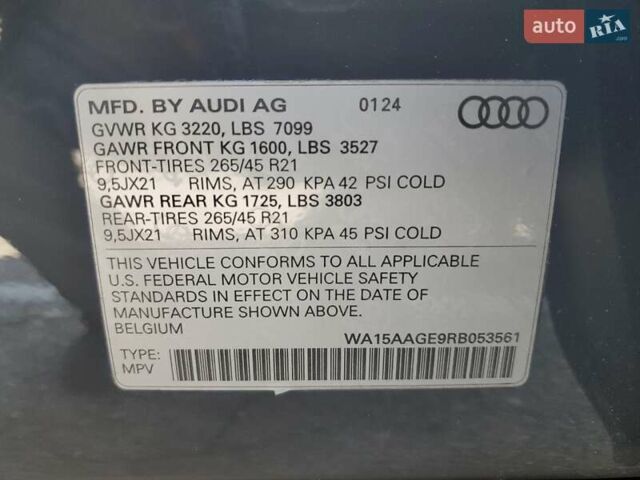 auto RIA.com
MFD. BY AUDI AG 0124
GVWR KG 3220, LBS 7099
GAWR FRONT KG 1600, LBS 3527
FRONT-TIRES 265/45 R21
9,5JX21 RIMS, AT 290 KPA 42 PSI COLD
GAWR REAR KG 1725, LBS 3803
REAR-TIRES 265/45 R21
9,5JX21 RIMS, AT 310 KPA 45 PSI COLD
THIS VEHICLE CONFORMS TO ALL APPLICABLE
U.S. FEDERAL MOTOR VEHICLE SAFETY
STANDARDS IN EFFECT ON THE DATE OF
MANUFACTURE SHOWN ABOVE.
BELGIUM WA15AAGE9RB053561
TYPE:
MPV